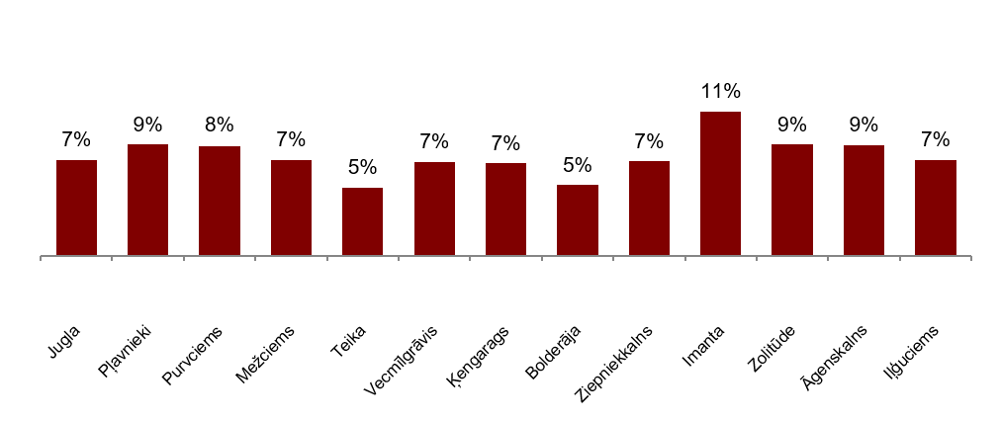 7%
9%
8%
7%
5%
7%
7%
5%
7%
11%
9%
9%
7%
Jugla
Pļavnieki
Purvciems
Mežciems
Teika
Vecmīlgrāvis
Ķengarags
Bolderāja
Ziepniekkalns
Imanta
Zolitūde
Āgenskalns
Iļģuciems